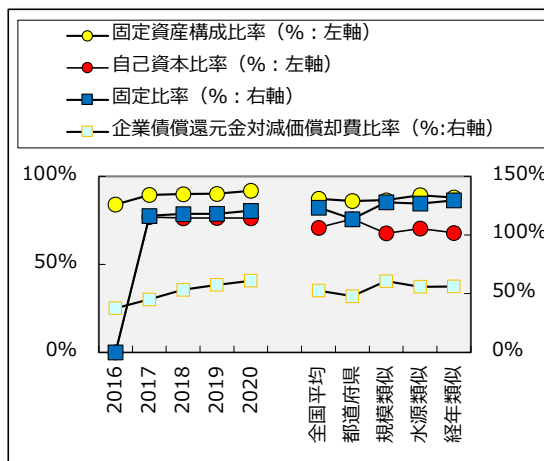 固定資産構成比率（%：左軸）
自己資本比率（%：左軸）
固定比率（%：右軸）
企業債償還元金対減価償却費比率（%:右軸）
100%
50%
0%
150%
100%
50%
0%
2016
2017
2018
2019
2020
全国平均
都道府県
規模類似
水源類似
経年類似